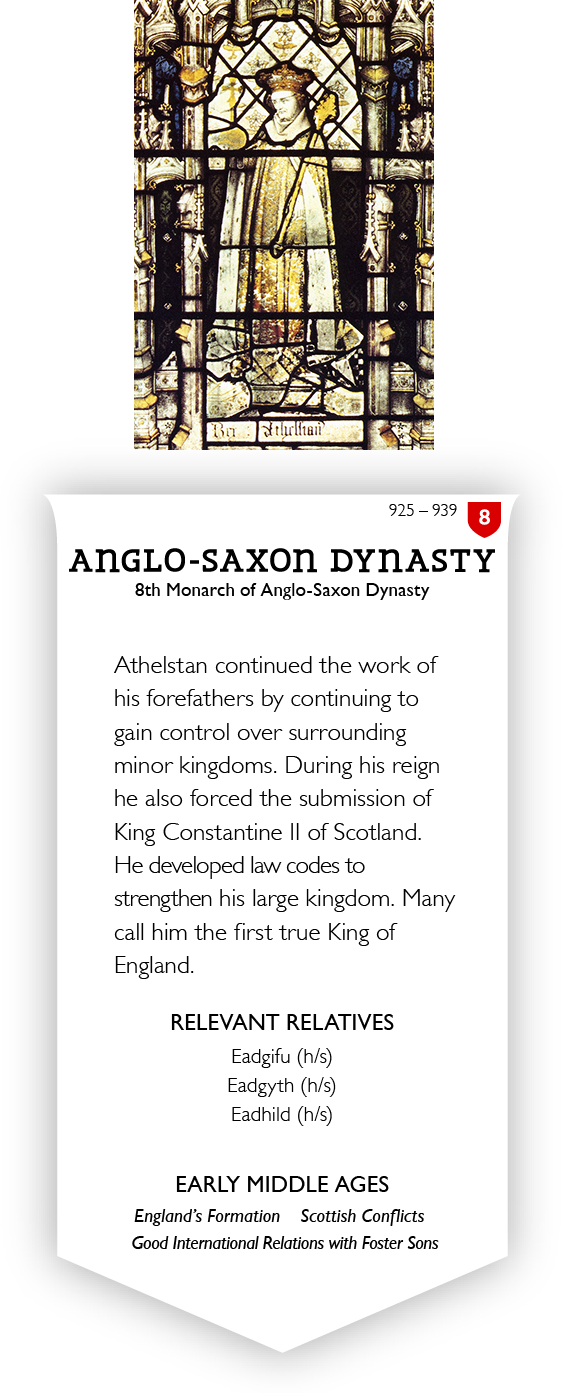 Athelstan
925 – 939
8
ANGLO-SAXON DYNASTY
8th Monarch of Anglo-Saxon Dynasty
Athelstan continued the work of
his forefathers by continuing to
gain control over surrounding
minor kingdoms. During his reign
he also forced the submission of
King Constantine II of Scotland.
He developed law codes to
strengthen his large kingdom. Many
call him the first true King of
England.
RELEVANT RELATIVES
Eadgifu (h/s)
Eadgyth (h/s)
Eadhild (h/s)
EARLY MIDDLE AGES
England's Formation Scottish Conflicts
Good International Relations with Foster Sons